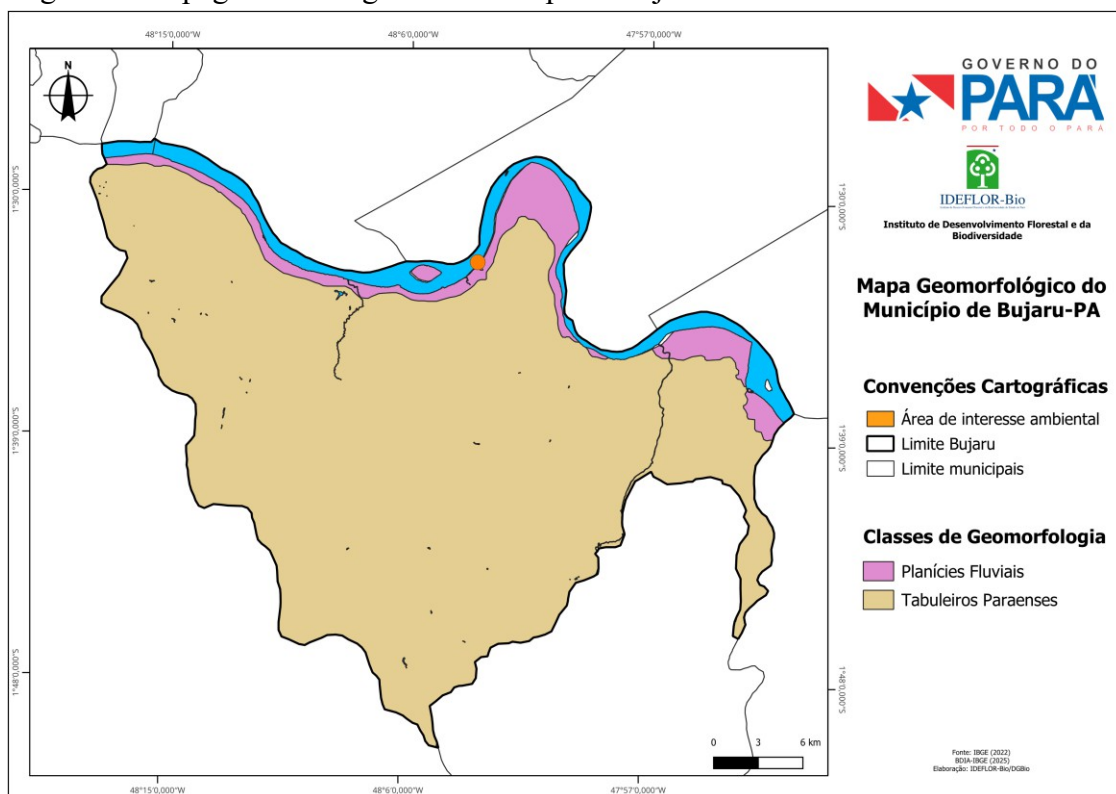 48°15'0,000"W
48°6'0,000"W
47°57'0,000"W
N
1°30'0,000"S
1°39'0,000"S
1°48'0,000"S
1°30'0,000"S
1°39'0,000"S
1°48'0,000"S
0 3 6 km
48°15'0,000"W
48°6'0,000"W
47°57'0,000"W
GOVERNO DO
PARÁ
POR TODO O PARÁ
IDEFLOR-Bio
Instituto de Desenvolvimento Florestal e da
Biodiversidade
Mapa Geomorfológico do
Município de Bujaru-PA
Convenções Cartográficas
Área de interesse ambiental
Limite Bujaru
Limite municipais
Classes de Geomorfologia
Planícies Fluviais
Tabuleiros Paraenses
Fonte: IBGE (2022)
BDIA-IBGE (2025)
Elaboração: IDEFLOR-Bio/DGBio